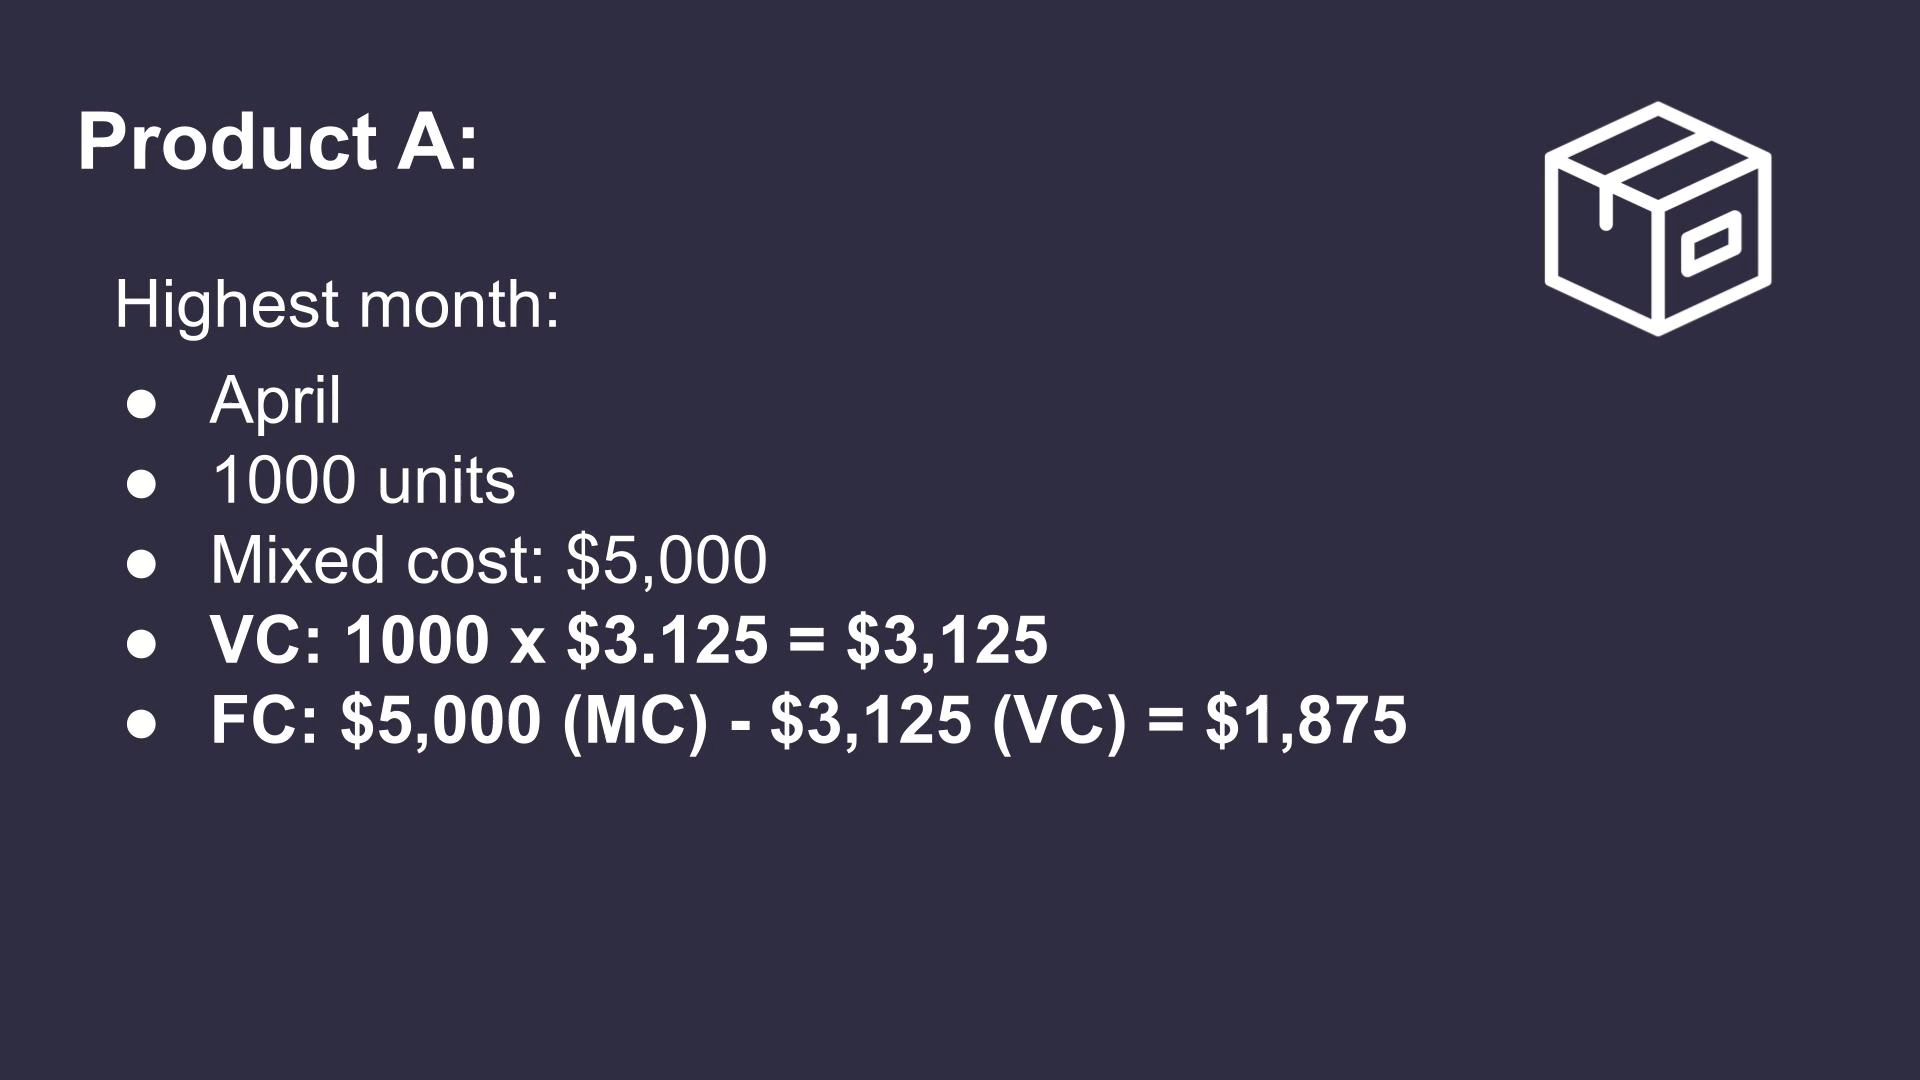 Product A:
Highest month:
● April
● 1000 units
● Mixed cost: $5,000
● VC: 1000 x $3.125 = $3,125
● FC: $5,000 (MC) - $3,125 (VC) = $1,875